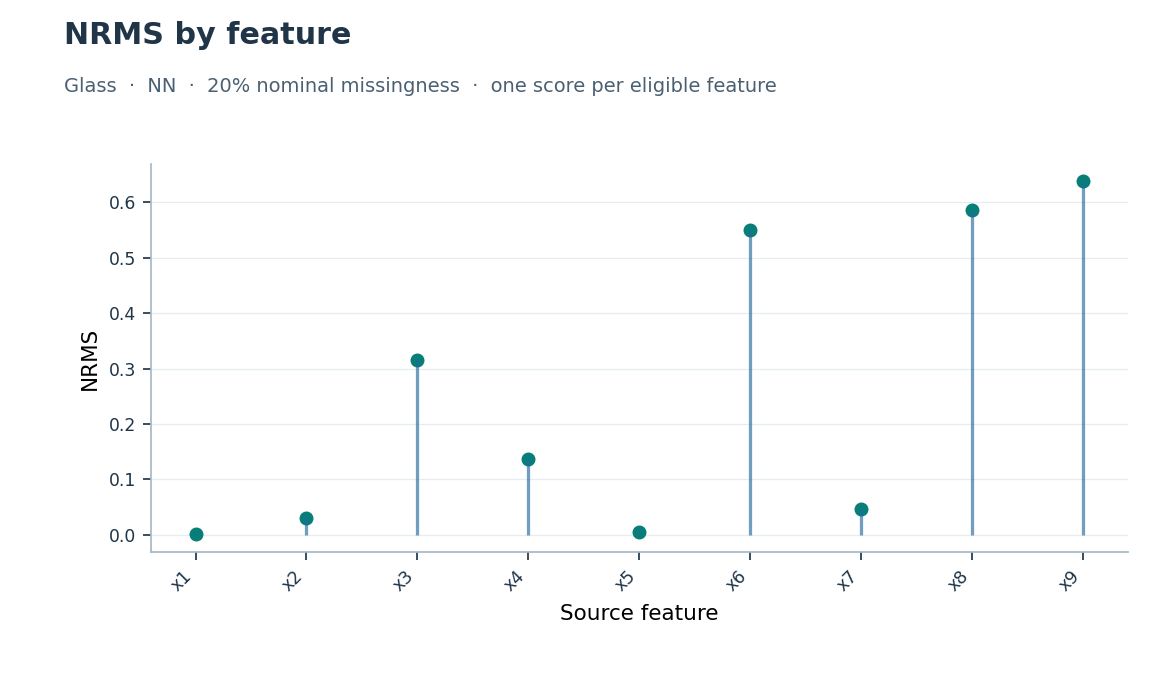 NRMS by feature
Glass · NN · 20% nominal missingness · one score per eligible feature
0.6
0.5
0.4
0.3
0.2
0.1
0.0
NRMS
x1 x2 x3 x4 x5 x6 x7 x8 x9
Source feature